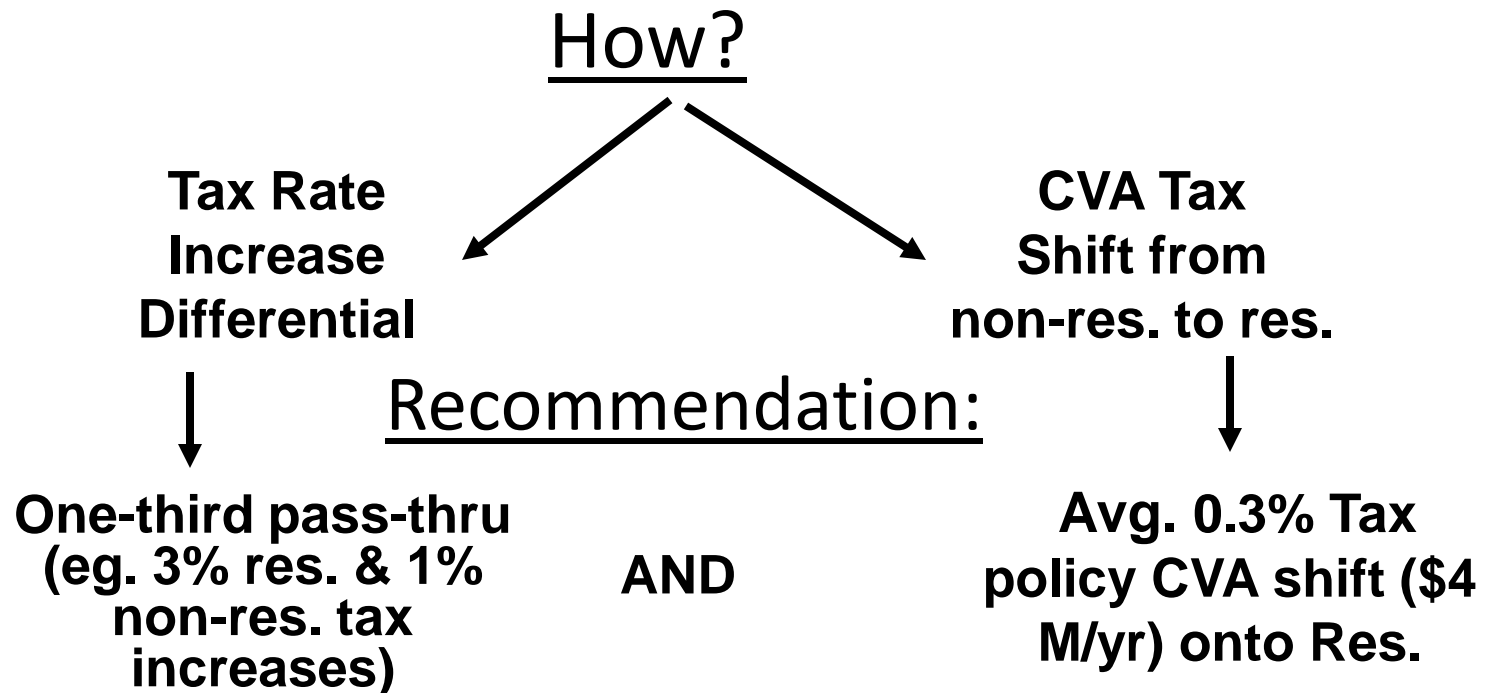 How?
Tax Rate
Increase
Differential
CVA Tax
Shift from
non-res. to res.
Recommendation:
One-third pass-thru
(eg. 3% res. & 1%
non-res. tax
increases)
AND
Avg. 0.3% Tax
policy CVA shift ($4
M/yr) onto Res.